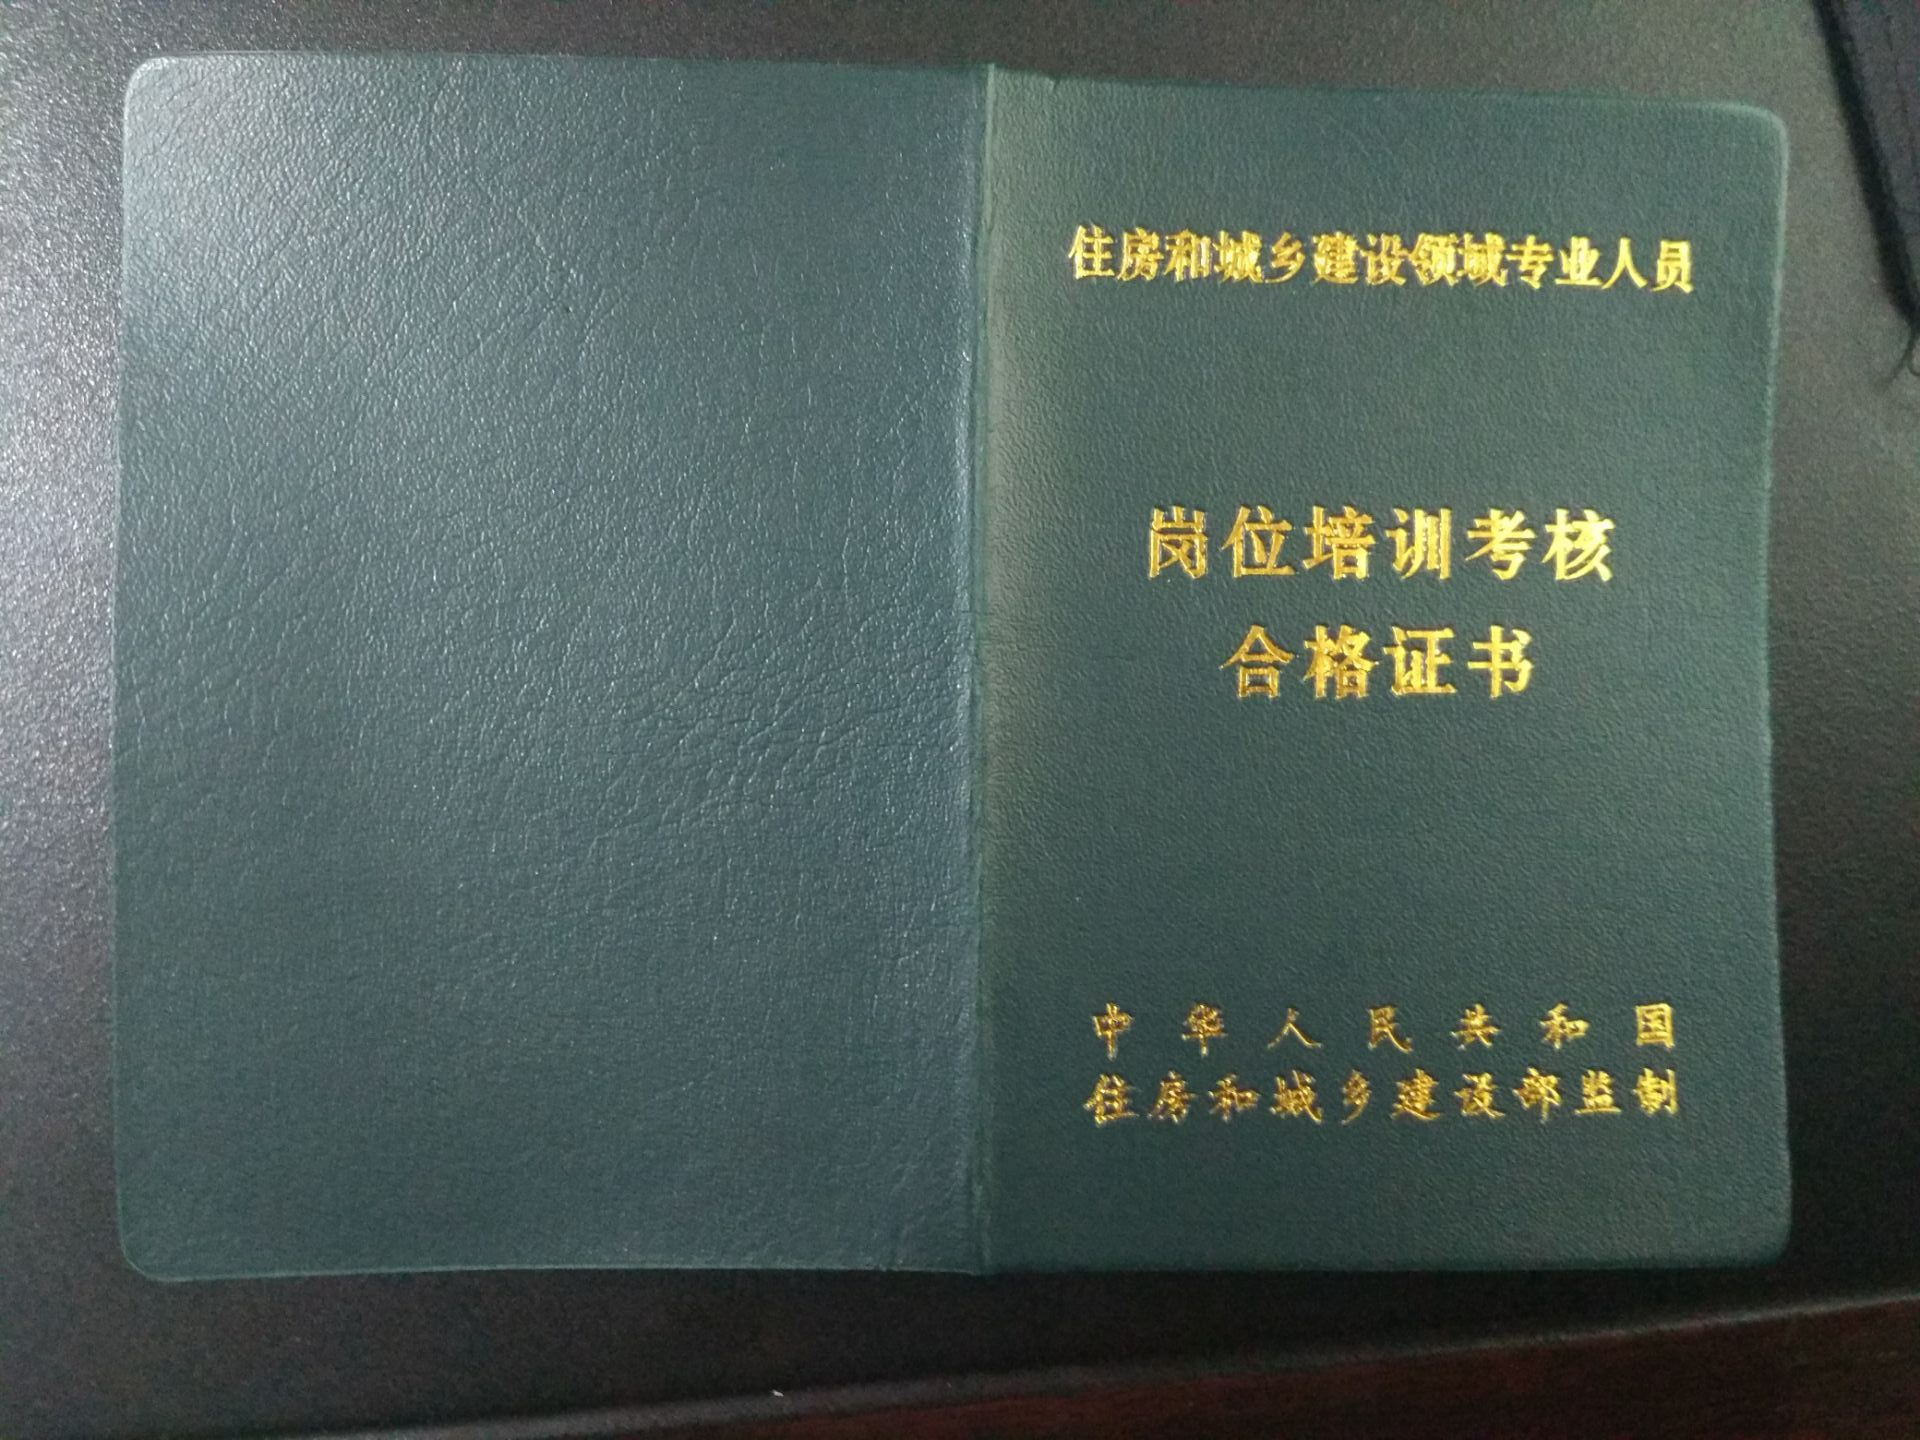 住房和城乡建设领域专业人员
岗位培训考核
合格证书
中华人民共和国
住房和城乡建设部监制